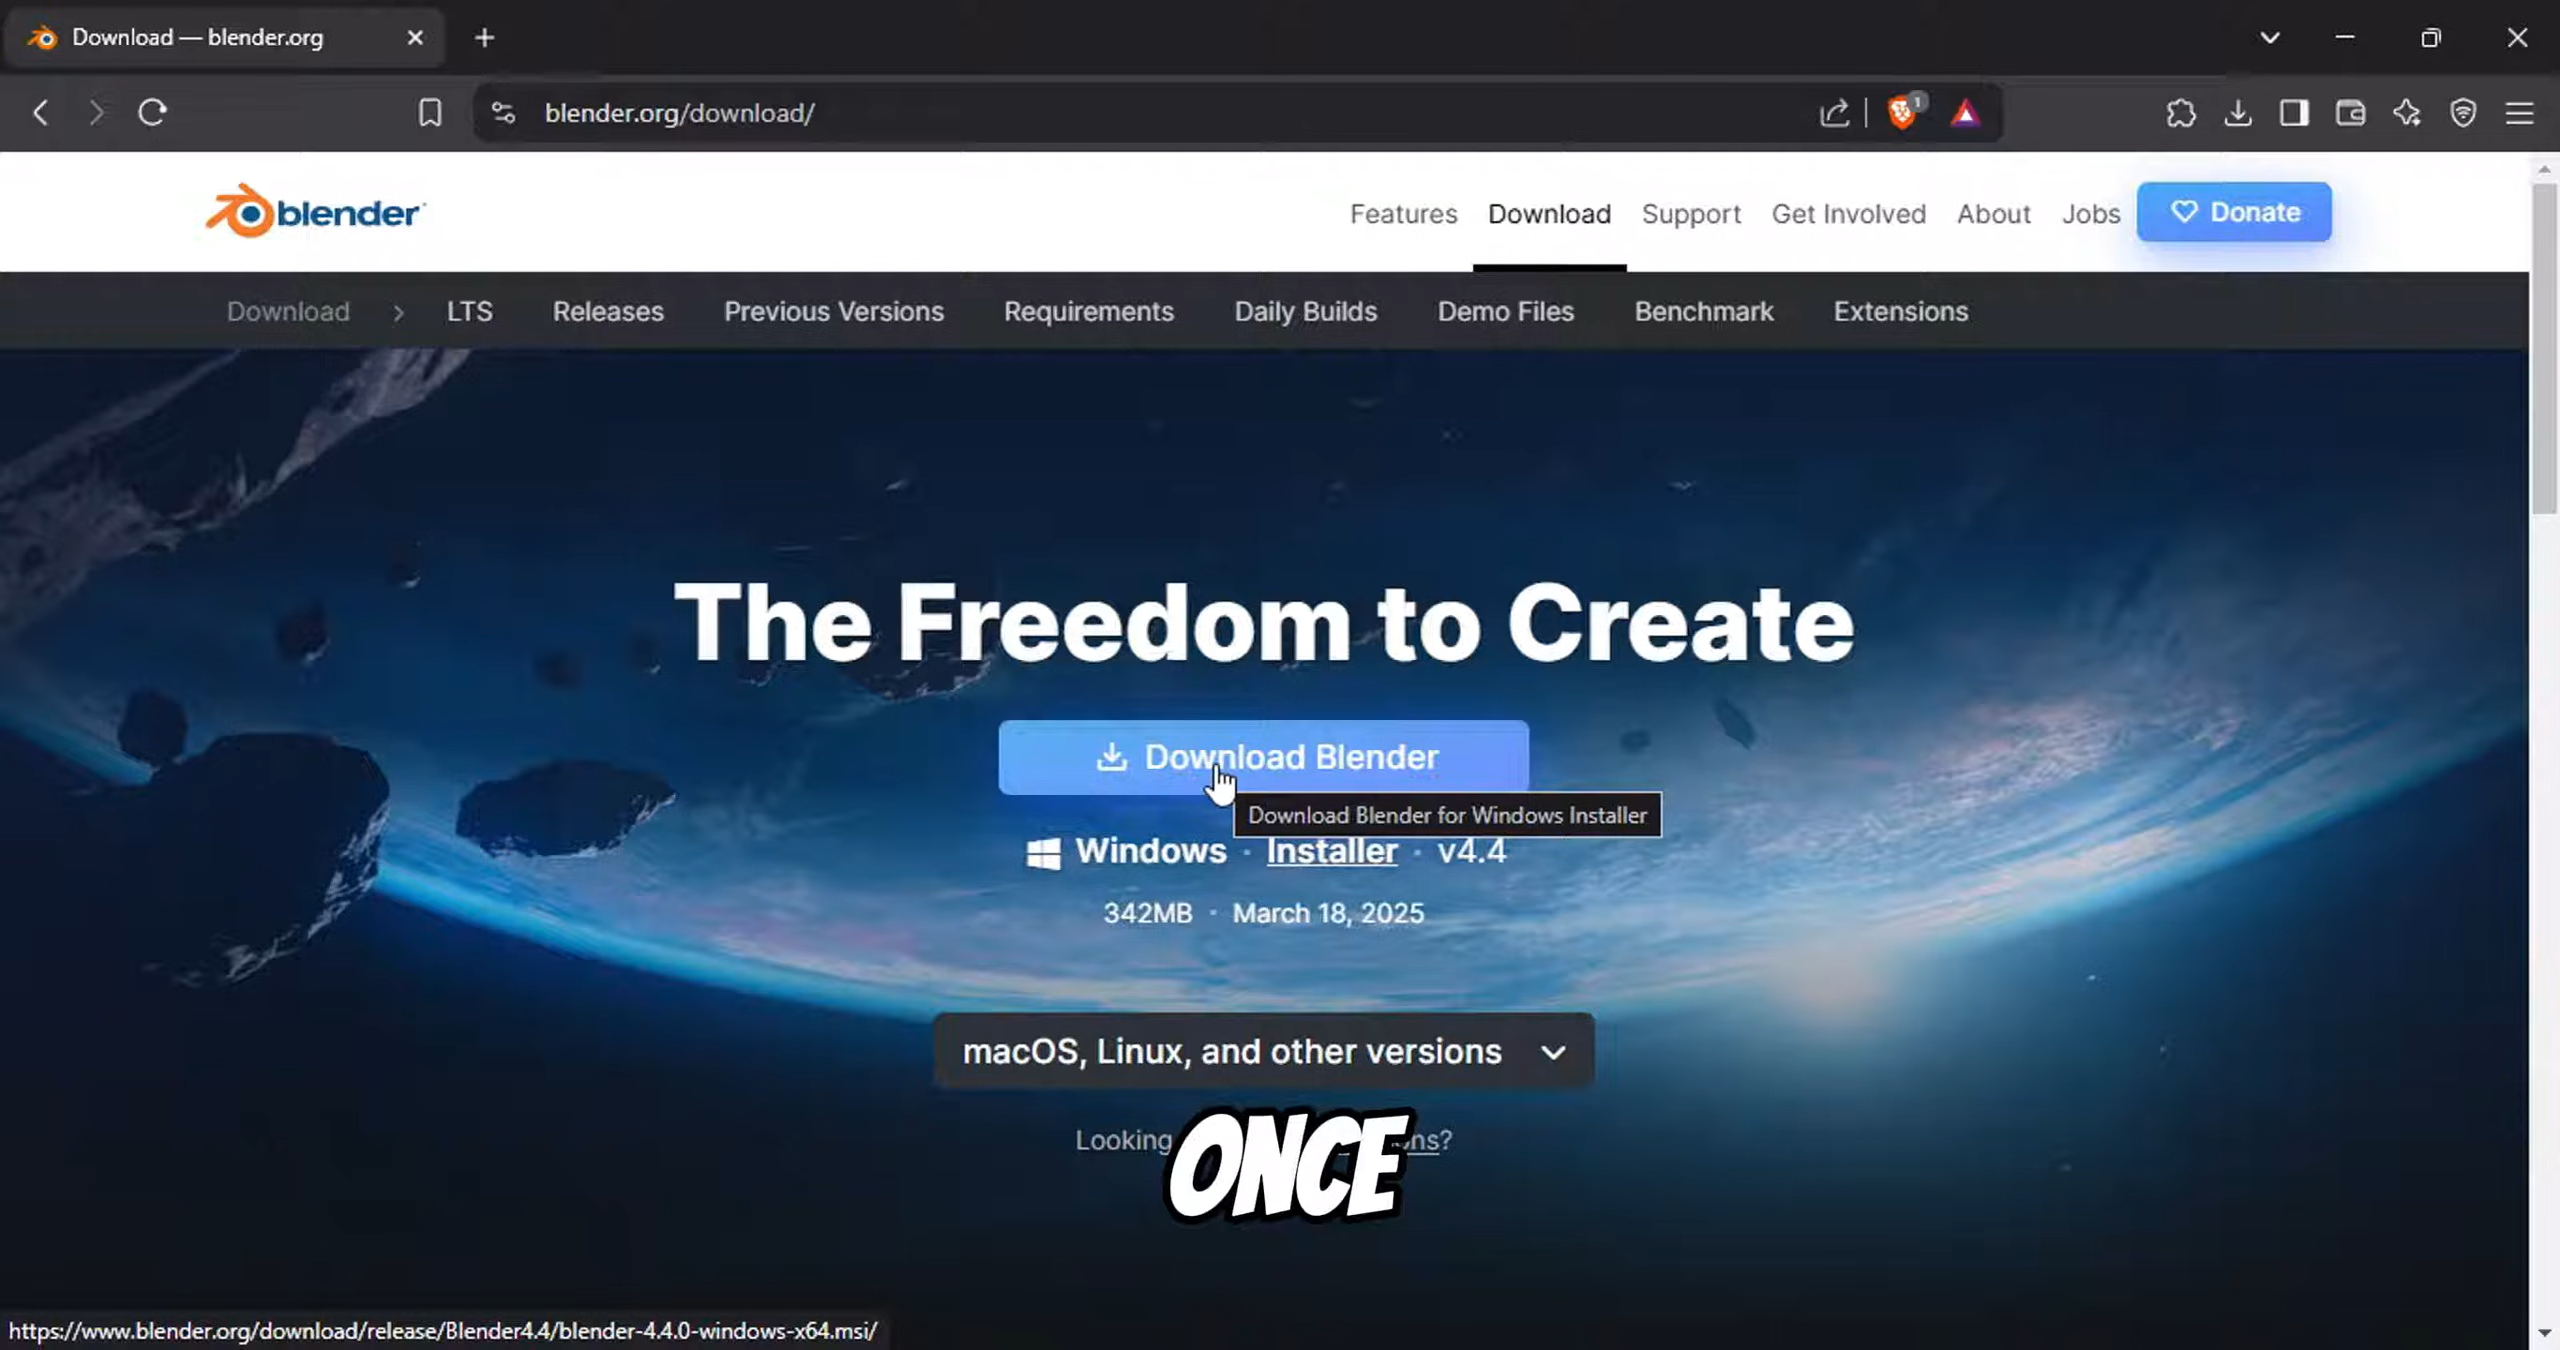 Download — blender.org
blender.org/download/
1
blender
Features Download Support Get Involved About Jobs Donate
Download > LTS Releases Previous Versions Requirements Daily Builds Demo Files Benchmark Extensions
The Freedom to Create
Download Blender
Download Blender for Windows Installer
Windows · Installer · v4.4
342MB · March 18, 2025
macOS, Linux, and other versions
Looking ns?
ONCE
https://www.blender.org/download/release/Blender4.4/blender-4.4.0-windows-x64.msi/